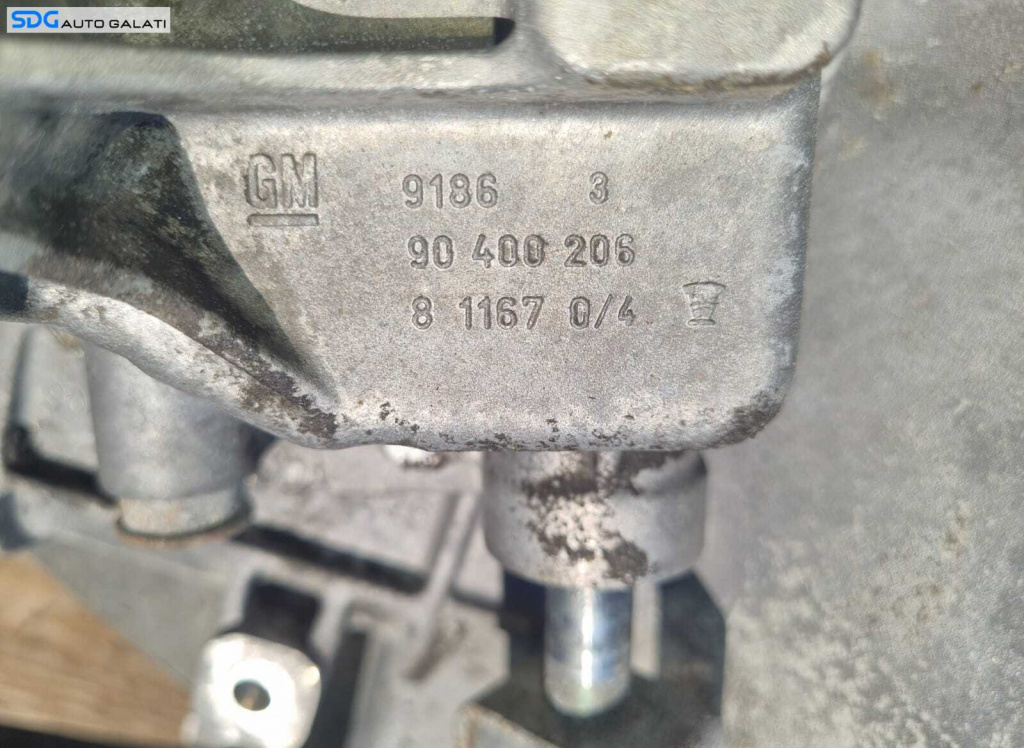 SDG AUTO GALATI
GM 9186 3
90 400 206
8 1167 0/4